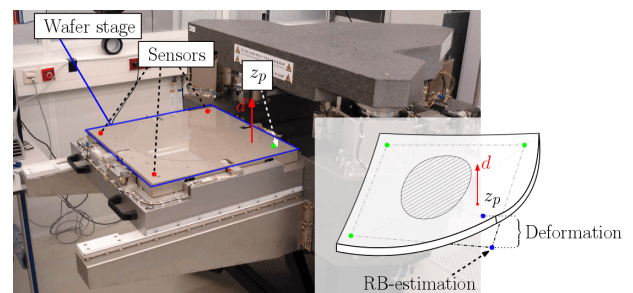 Wafer stage
Sensors
z_p
d
d
z_p
Deformation
RB-estimation